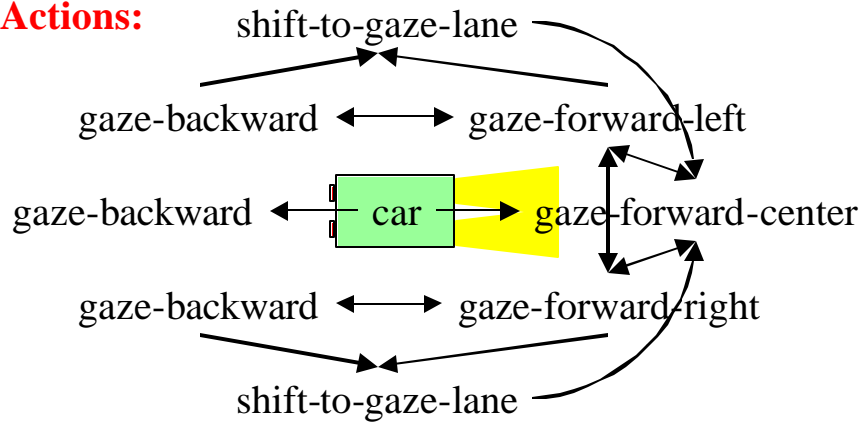 Actions:
shift-to-gaze-lane
gaze-backward gaze-forward-left
gaze-backward car gaze-forward-center
gaze-backward gaze-forward-right
shift-to-gaze-lane